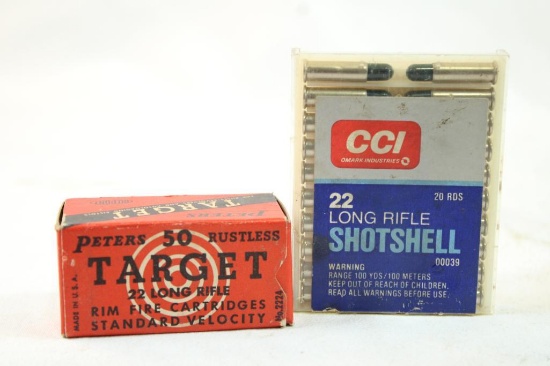 PETERS 50 RUSTLESS
TARGET
22 LONG RIFLE
RIM FIRE CARTRIDGES
STANDARD VELOCITY
MADE IN U.S.A.
No. 2224
TARGET
CCI
OMARK INDUSTRIES
22 20 RDS
LONG RIFLE
SHOTSHELL
00039
WARNING
RANGE 100 YDS/100 METERS
KEEP OUT OF REACH OF CHILDREN.
READ ALL WARNINGS BEFORE USE.